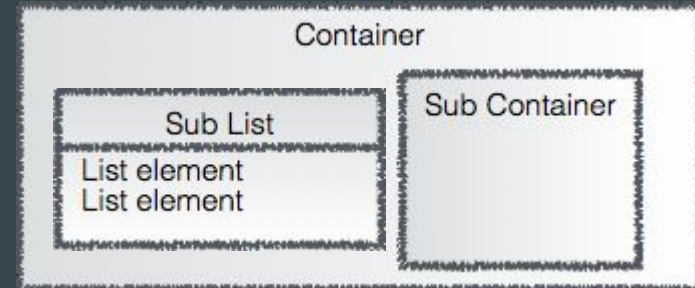 Container
Sub List
List element
List element
Sub Container